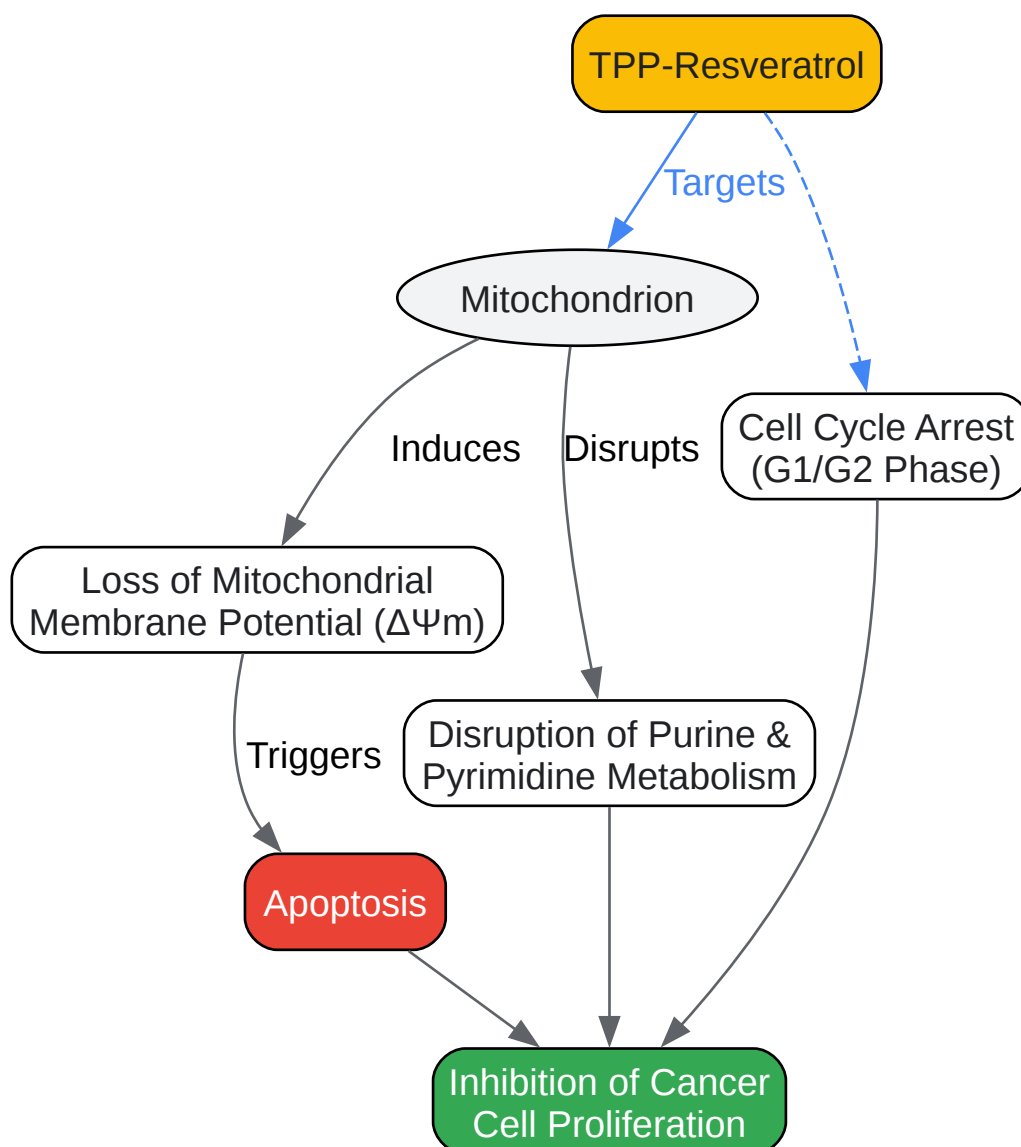 TPP-Resveratrol
Targets
Mitochondrion
Induces
Disrupts
Cell Cycle Arrest
(G1/G2 Phase)
Loss of Mitochondrial
Membrane Potential (ΔΨm)
Triggers
Disruption of Purine &
Pyrimidine Metabolism
Apoptosis
Inhibition of Cancer
Cell Proliferation